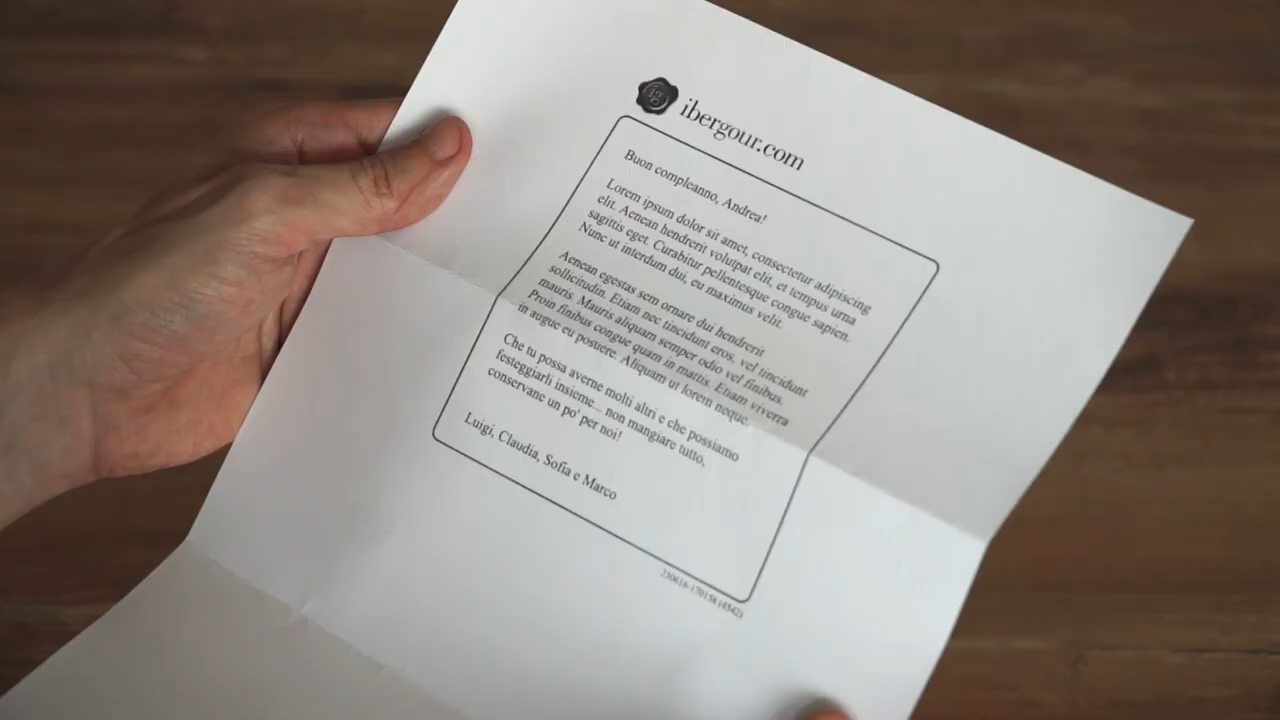 ig
ibergour.com
Buon compleanno, Andrea!
Lorem ipsum dolor sit amet, consectetur adipiscing
elit. Aenean hendrerit volutpat elit, et tempus urna
sagittis eget. Curabitur pellentesque congue sapien.
Nunc ut interdum dui, eu maximus velit.
Aenean egestas sem ornare dui hendrerit
sollicitudin. Etiam nec tincidunt eros, vel tincidunt
mauris. Mauris aliquam semper odio vel finibus.
Proin finibus congue quam in mattis. Etiam viverra
in augue eu posuere. Aliquam ut lorem neque.
Che tu possa averne molti altri e che possiamo
festeggiarli insieme... non mangiare tutto,
conservane un po' per noi!
Luigi, Claudia, Sofia e Marco
230616-170158 (4542)